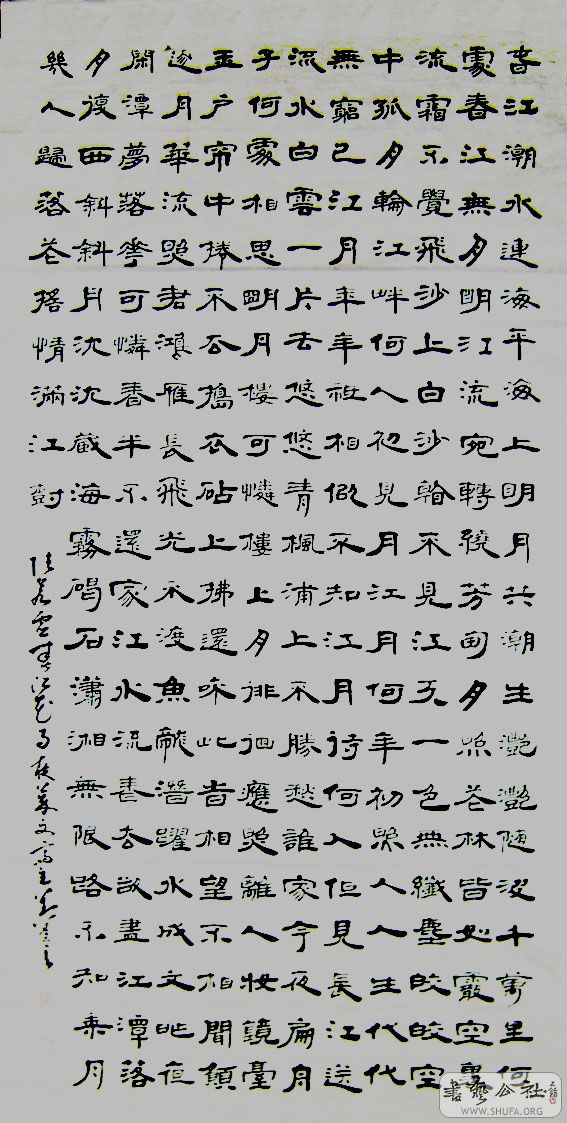 春江潮水連海平海上明月共潮生灩灩隨波千萬里何
處春江無月明江流宛轉繞芳甸月照花林皆如霰空裏
流霜不覺飛沙上白沙看不見江天一色無纖塵皎皎空
中孤月輪江畔何人初見月江月何年初照人人生代代
無窮已江月年年祗相似不知江月待何人但見長江送
流水白雲一片去悠悠青楓浦上不勝愁誰家今夜扁舟
子何處相思明月樓可憐樓上月徘徊應照離人妝鏡臺
玉戶帘中捲不去搗衣砧上拂還來此時相望不相聞願
逐月華流照君鴻雁長飛光不渡魚龍潛躍水成文昨夜
閑潭夢落花可憐春半不還家江水流春去欲盡江潭落
月復西斜斜月沉沉藏海霧碣石瀟湘無限路不知乘月
幾人歸落花搖情滿江樹
張若虛春江花月夜
書藝公社
WWW.SHUFA.ORG